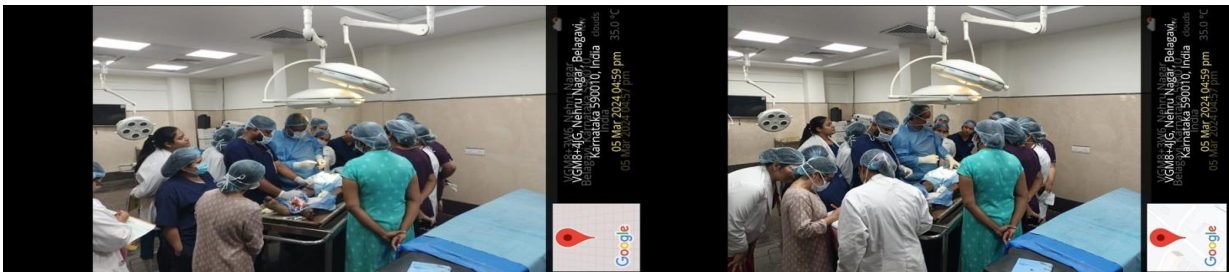 VGM8+4JG, Nehru Nagar, Belagavi,
Karnataka 590010, India
05 Mar 2024 04:59 pm
clouds
35.0 °C
Google
VGM8+4JG, Nehru Nagar, Belagavi,
Karnataka 590010, India
05 Mar 2024 04:59 pm
clouds
35.0 °C
Google